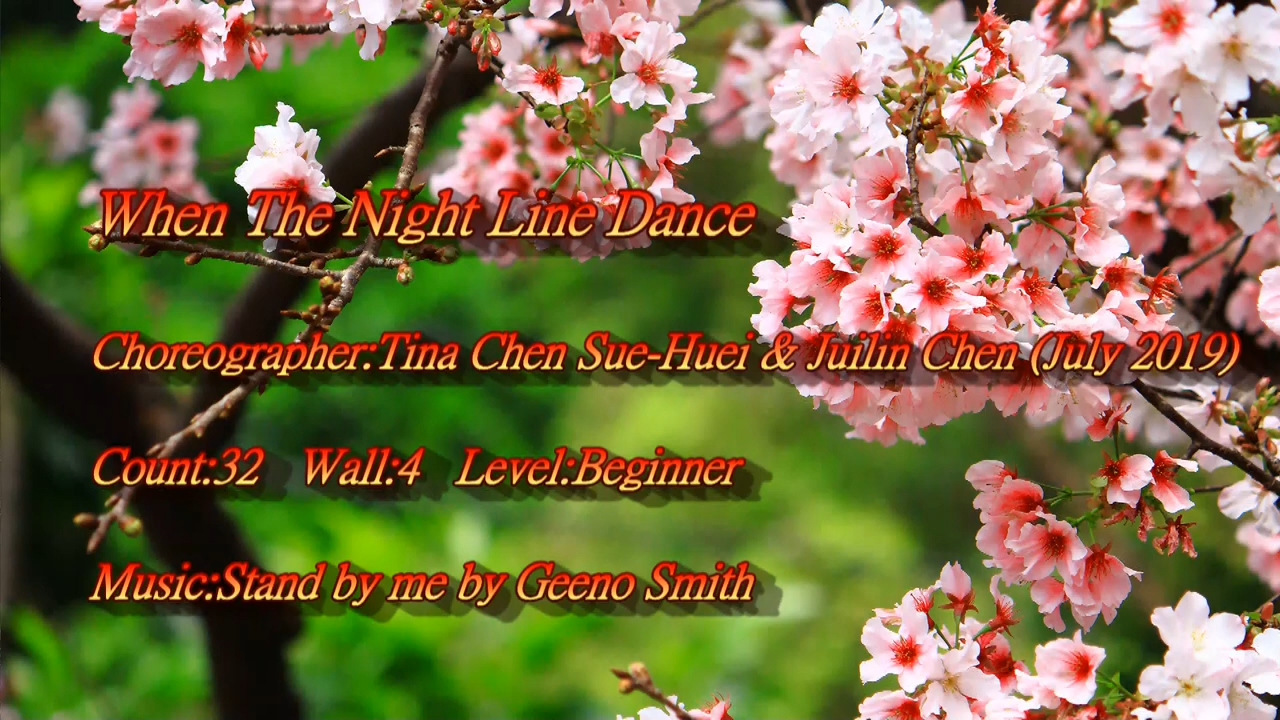 When The Night Line Dance
Choreographer:Tina Chen Sue-Huei & Juilin Chen (July 2019)
Count:32 Wall:4 Level:Beginner
Music:Stand by me by Geeno Smith